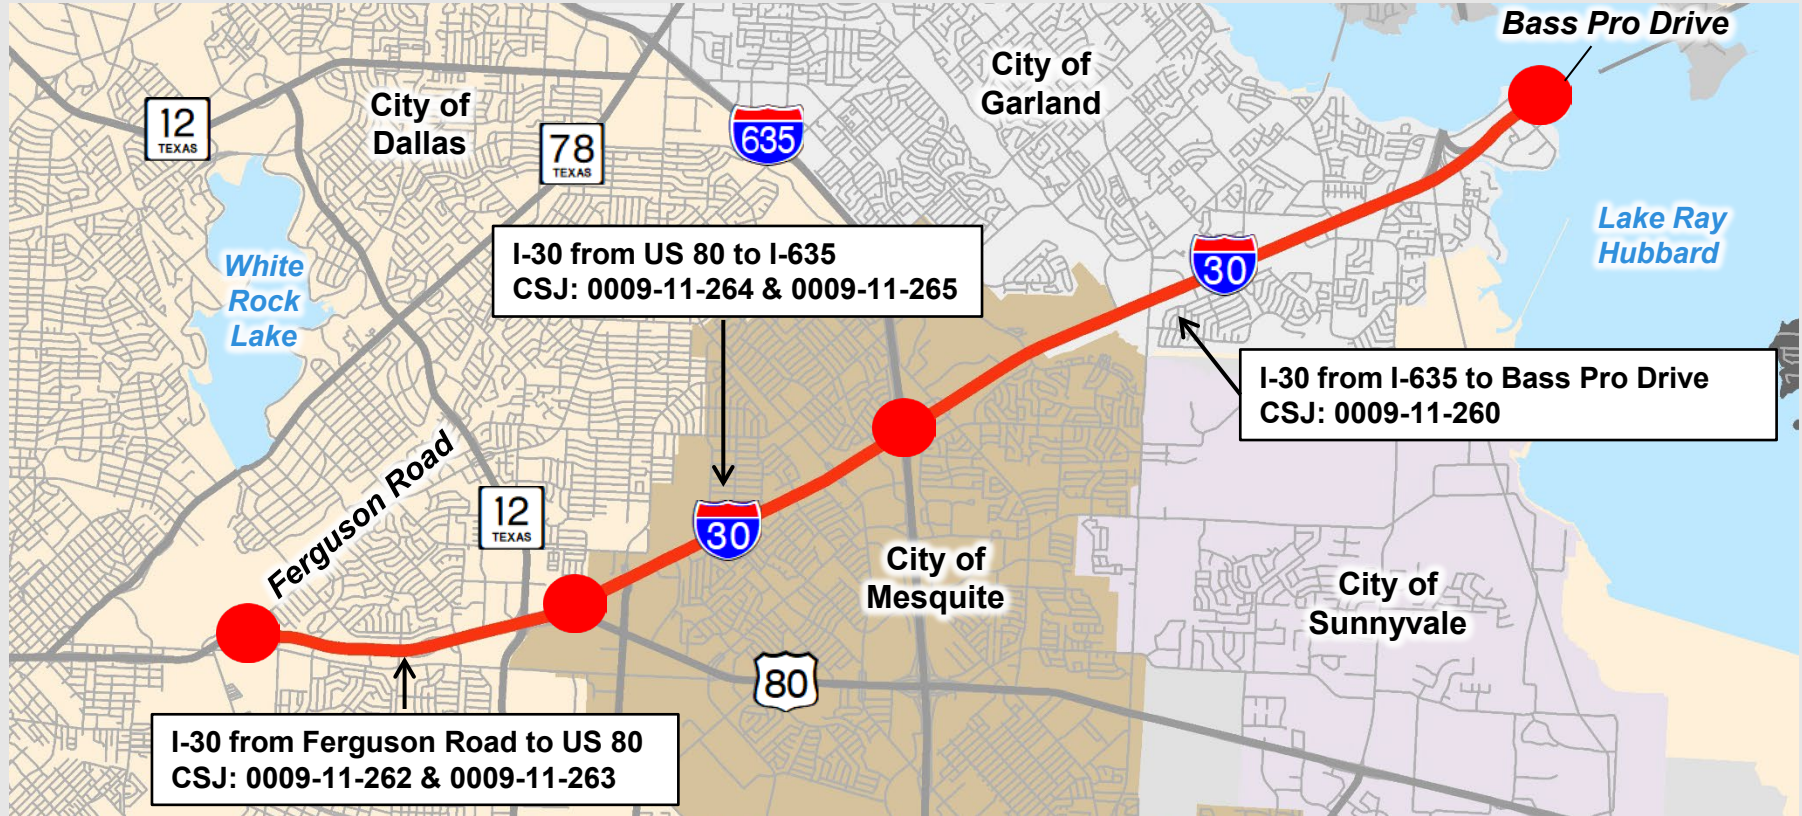 Bass Pro Drive
City of
Garland
City of
Dallas
12
TEXAS
78
TEXAS
635
Lake Ray
Hubbard
I-30 from US 80 to I-635
CSJ: 0009-11-264 & 0009-11-265
White
Rock
Lake
30
I-30 from I-635 to Bass Pro Drive
CSJ: 0009-11-260
Ferguson Road
12
TEXAS
30
City of
Mesquite
City of
Sunnyvale
80
I-30 from Ferguson Road to US 80
CSJ: 0009-11-262 & 0009-11-263